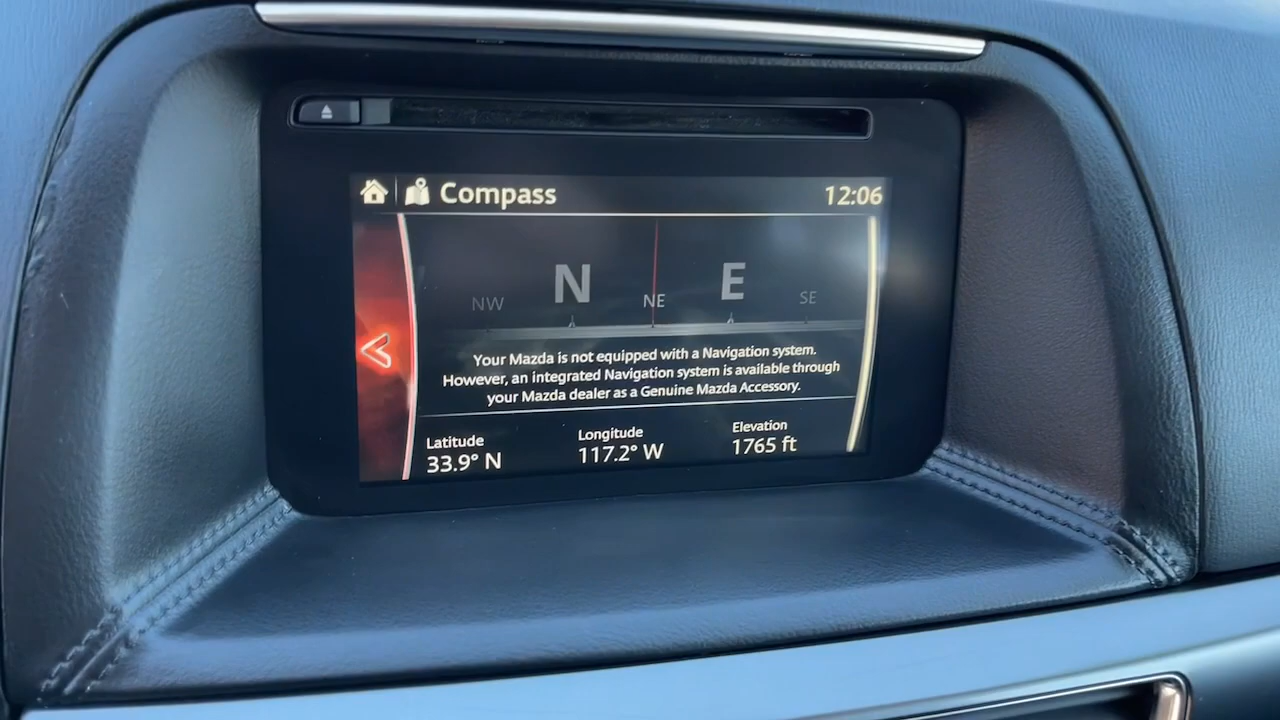 Compass 12:06
NW N NE E SE
Your Mazda is not equipped with a Navigation system.
However, an integrated Navigation system is available through
your Mazda dealer as a Genuine Mazda Accessory.
Latitude Longitude Elevation
33.9° N 117.2° W 1765 ft